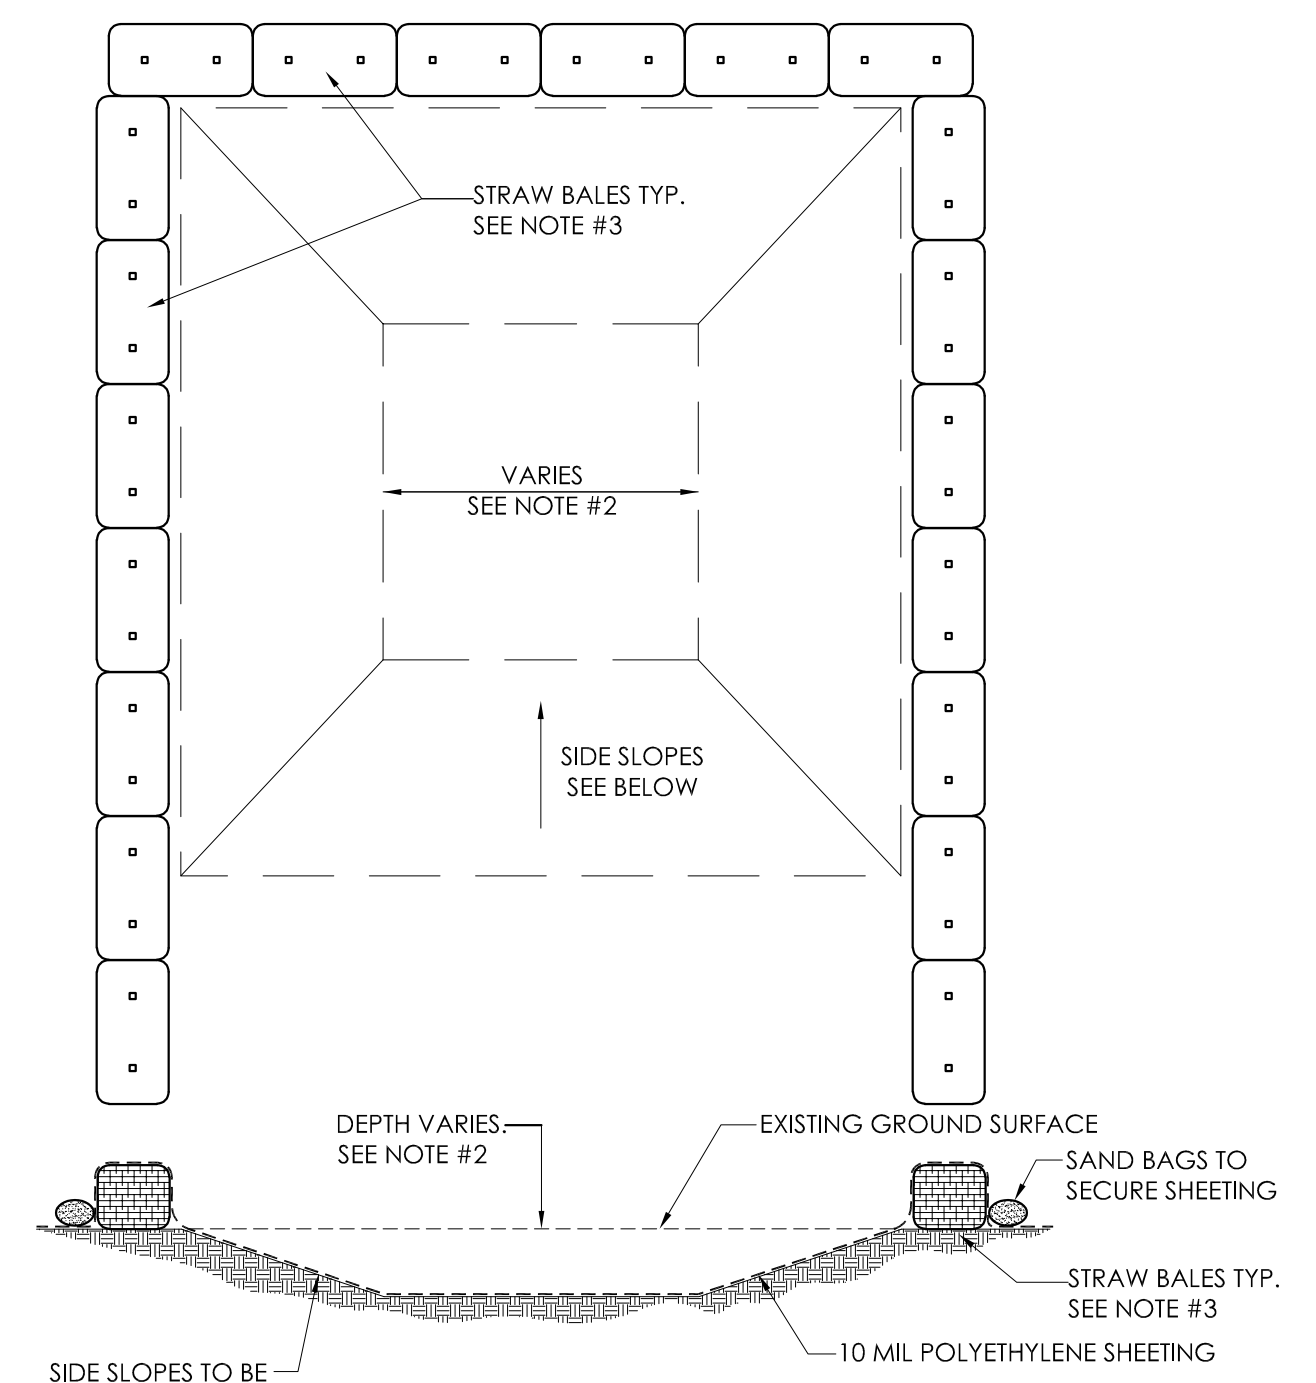 STRAW BALES TYP.
SEE NOTE #3
VARIES
SEE NOTE #2
SIDE SLOPES
SEE BELOW
DEPTH VARIES.
SEE NOTE #2
EXISTING GROUND SURFACE
SAND BAGS TO
SECURE SHEETING
STRAW BALES TYP.
SEE NOTE #3
10 MIL POLYETHYLENE SHEETING
SIDE SLOPES TO BE